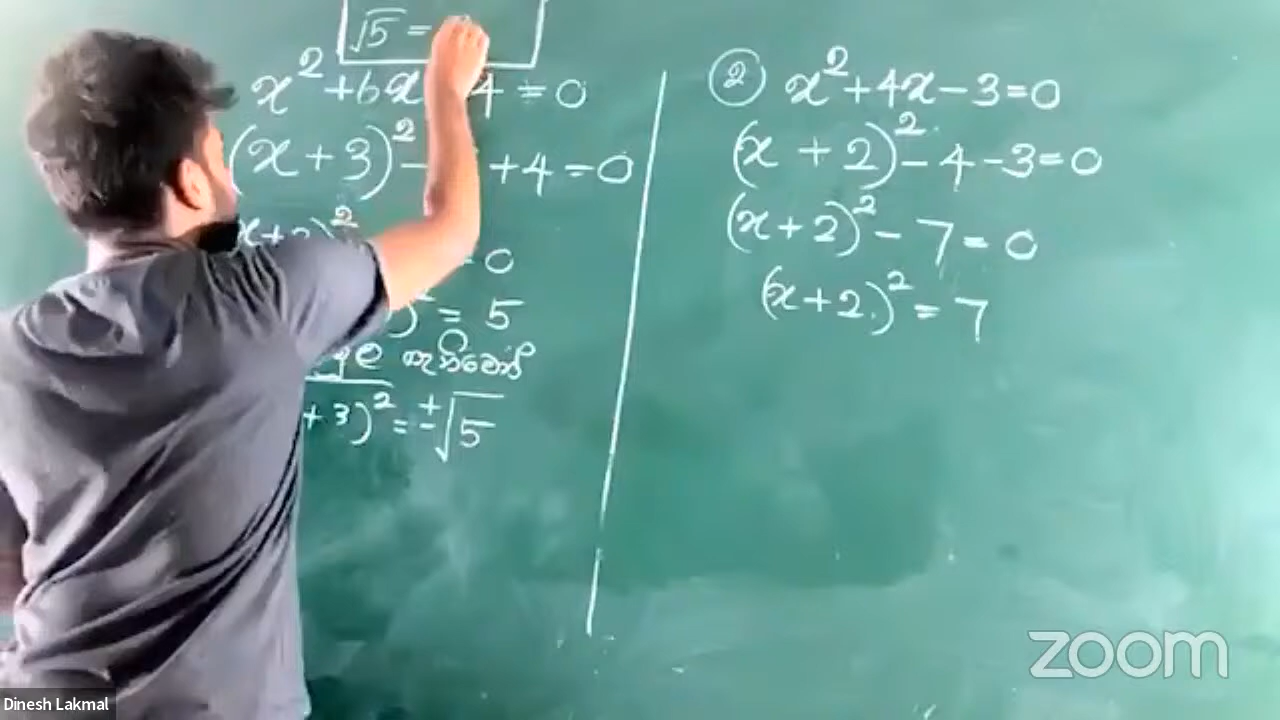 √5 =
x² + 6x 4 = 0
(x + 3)² - + 4 = 0
0
)² = 5
+ 3)² = ±√5
② x² + 4x - 3 = 0
(x + 2)² - 4 - 3 = 0
(x + 2)² - 7 = 0
(x + 2)² = 7
zoom
Dinesh Lakmal